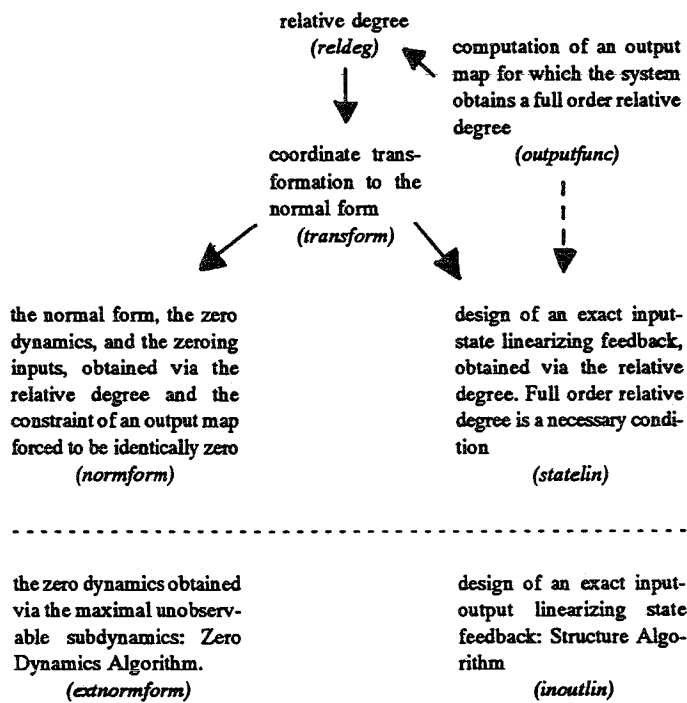 relative degree
(reldeg)
computation of an output
map for which the system
obtains a full order relative
degree
(outputfunc)
coordinate trans-
formation to the
normal form
(transform)
the normal form, the zero
dynamics, and the zeroing
inputs, obtained via the
relative degree and the
constraint of an output map
forced to be identically zero
(normform)
design of an exact input-
state linearizing feedback,
obtained via the relative
degree. Full order relative
degree is a necessary condi-
tion
(statelin)
the zero dynamics obtained
via the maximal unobserv-
able subdynamics: Zero
Dynamics Algorithm.
(extnormform)
design of an exact input-
output linearizing state
feedback: Structure Algo-
rithm
(inoutlin)